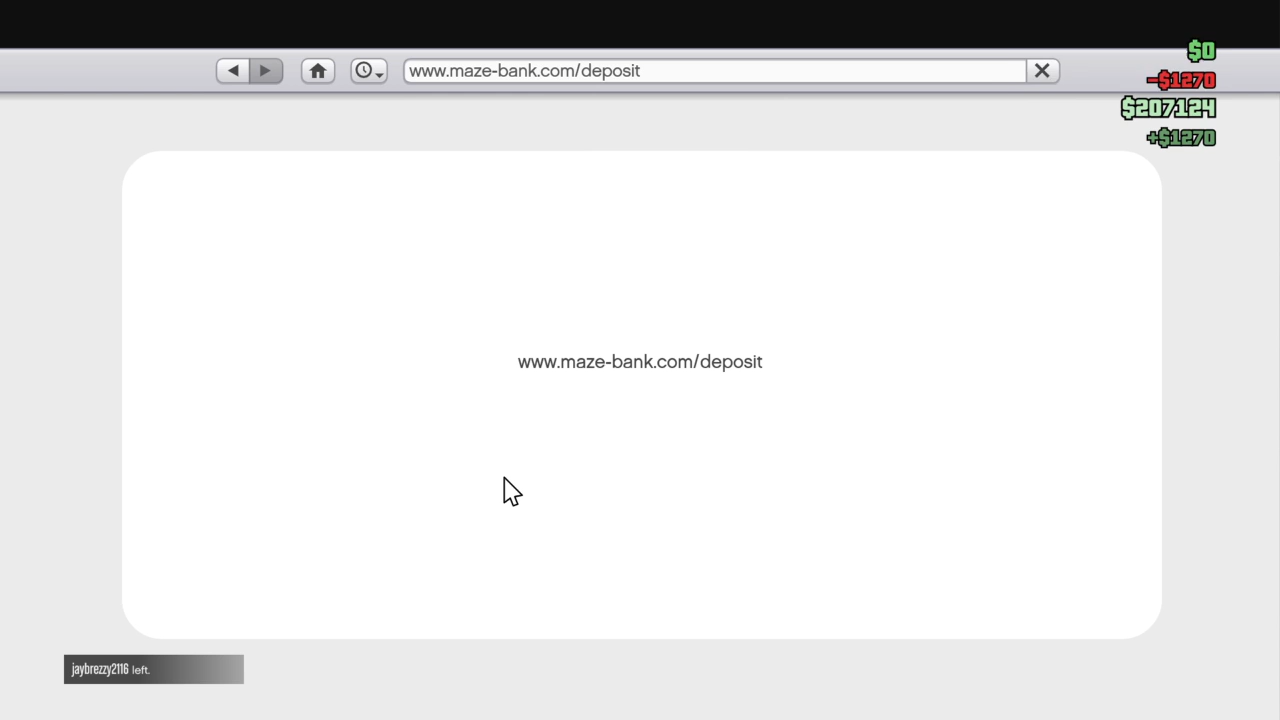 www.maze-bank.com/deposit
$0
-$1270
$207124
+$1270
www.maze-bank.com/deposit
jaybrezzy2116 left.